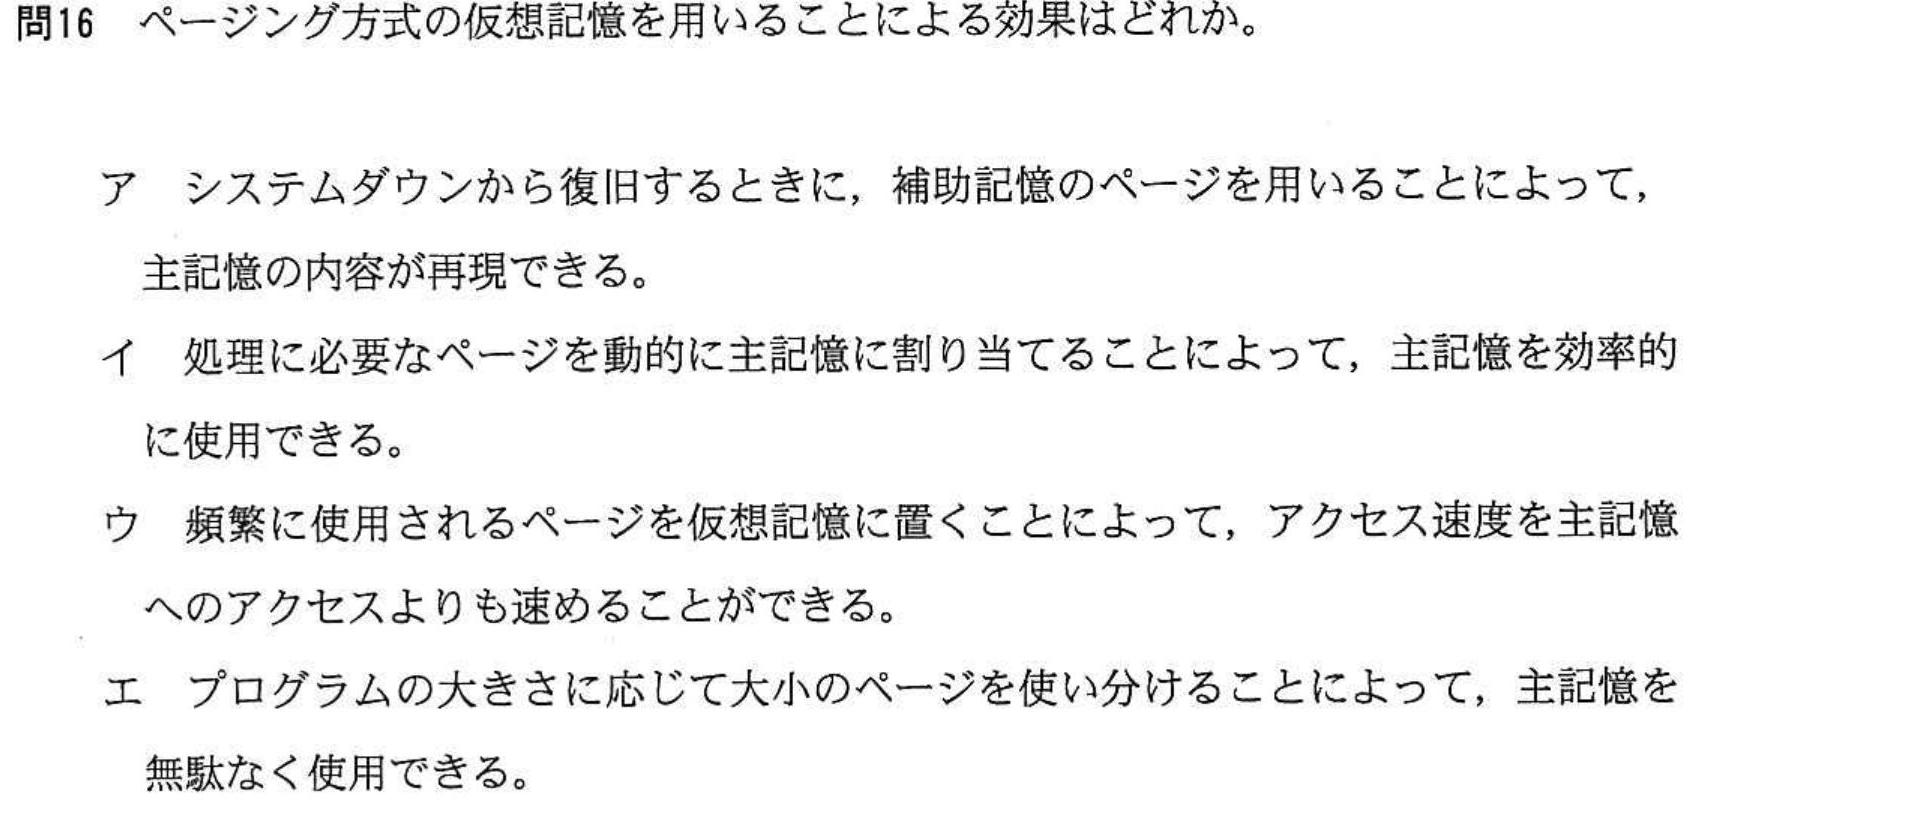 問16　ページング方式の仮想記憶を用いることによる効果はどれか。
ア　システムダウンから復旧するときに，補助記憶のページを用いることによって，
主記憶の内容が再現できる。
イ　処理に必要なページを動的に主記憶に割り当てることによって，主記憶を効率的
に使用できる。
ウ　頻繁に使用されるページを仮想記憶に置くことによって，アクセス速度を主記憶
へのアクセスよりも速めることができる。
エ　プログラムの大きさに応じて大小のページを使い分けることによって，主記憶を
無駄なく使用できる。